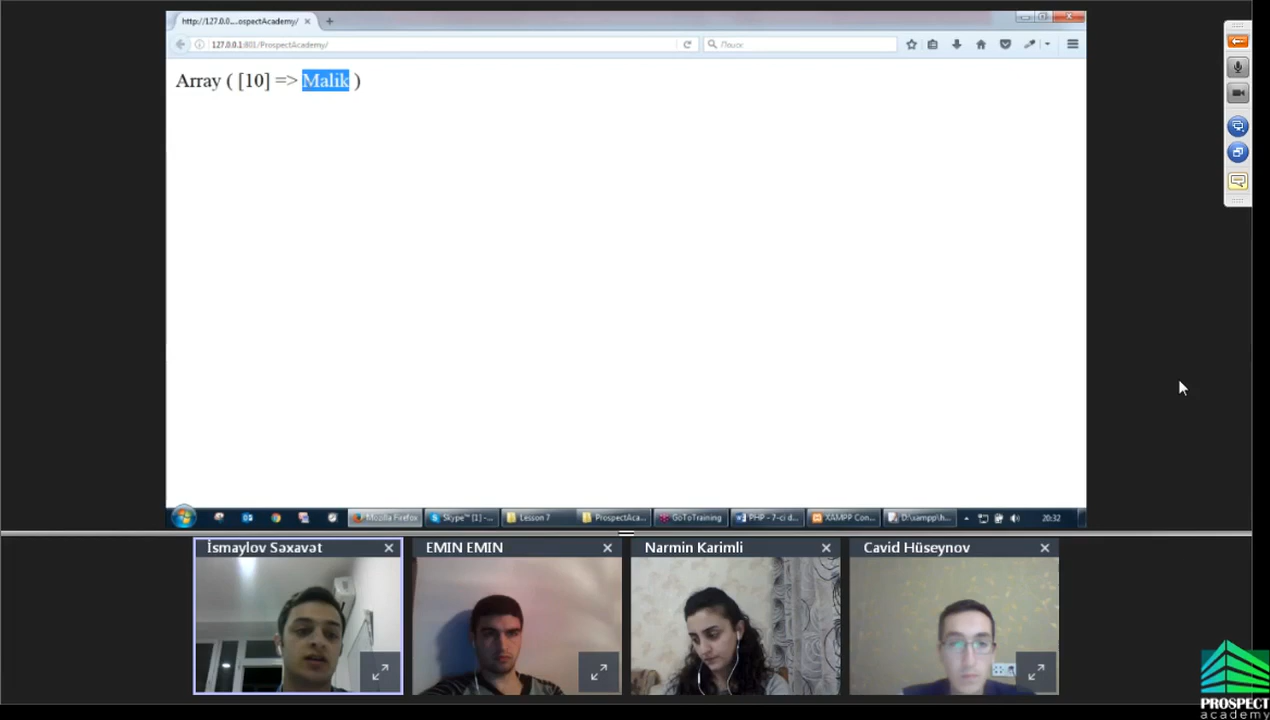 http://127.0.0....ospectAcademy/
127.0.0.1:801/ProspectAcademy/
Поиск
Array ( [10] => Malik )
Mozilla Firefox
Skype™ [1] -...
Lesson 7
ProspectAca...
GoToTraining
PHP - 7-ci d...
XAMPP Con...
D:\xampp\h...
20:32
İsmaylov Səxavət
EMIN EMIN
Narmin Karimli
Cavid Hüseynov
PROSPECT
academy